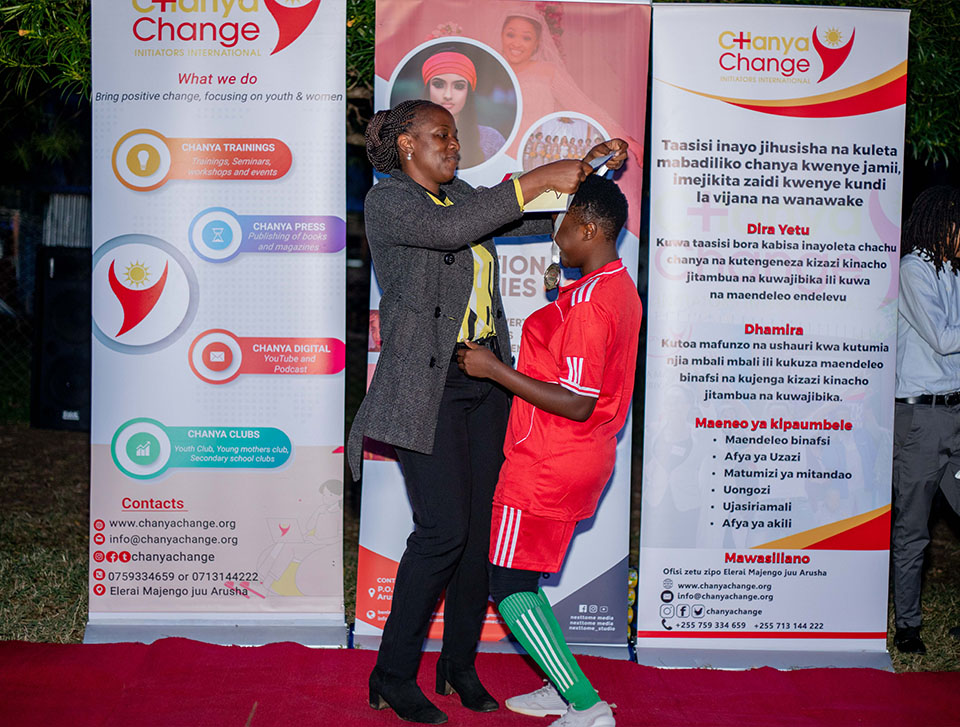 C+Hanya
Change
INITIATORS INTERNATIONAL
What we do
Bring positive change, focusing on youth & women
CHANYA TRAININGS
Trainings, Seminars,
workshops and events
CHANYA PRESS
Publishing of books
and magazines
CHANYA DIGITAL
YouTube and
Podcast
CHANYA CLUBS
Youth Club, Young mothers club,
Secondary school clubs
Contacts
www.chanyachange.org
info@chanyachange.org
chanyachange
0759334659 or 0713144222
Elerai Majengo juu Arusha
nexttome media
nexttome media
nexttome_studio
C+Hanya
Change
INITIATORS INTERNATIONAL
Taasisi inayo jihusisha na kuleta
mabadiliko chanya kwenye jamii,
imejikita zaidi kwenye kundi
la vijana na wanawake
Dira Yetu
Kuwa taasisi bora kabisa inayoleta chachu
chanya na kutengeneza kizazi kinacho
jitambua na kuwajibika ili kuwa
na maendeleo endelevu
Dhamira
Kutoa mafunzo na ushauri kwa kutumia
njia mbali mbali ili kukuza maendeleo
binafsi na kujenga kizazi kinacho
jitambua na kuwajibika.
Maeneo ya kipaumbele
• Maendeleo binafsi
• Afya ya Uzazi
• Matumizi ya mitandao
• Uongozi
• Ujasiriamali
• Afya ya akili
Mawasiliano
Ofisi zetu zipo Elerai Majengo juu Arusha
www.chanyachange.org
info@chanyachange.org
chanyachange
+255 759 334 659 +255 713 144 222